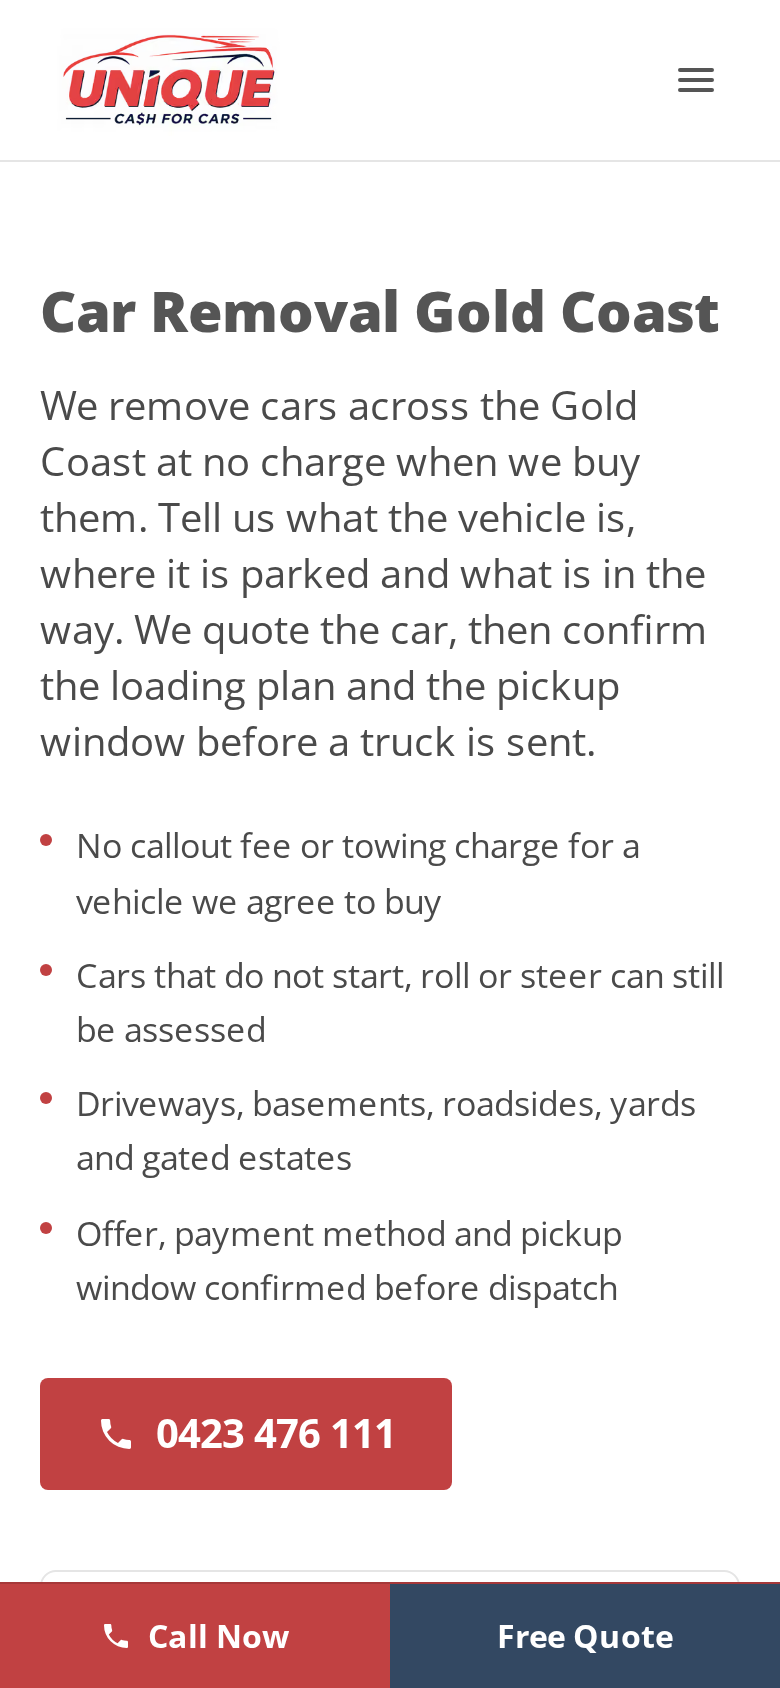 UNIQUE
CA$H FOR CARS
Car Removal Gold Coast
We remove cars across the Gold
Coast at no charge when we buy
them. Tell us what the vehicle is,
where it is parked and what is in the
way. We quote the car, then confirm
the loading plan and the pickup
window before a truck is sent.
No callout fee or towing charge for a
vehicle we agree to buy
Cars that do not start, roll or steer can still
be assessed
Driveways, basements, roadsides, yards
and gated estates
Offer, payment method and pickup
window confirmed before dispatch
0423 476 111
Call Now
Free Quote